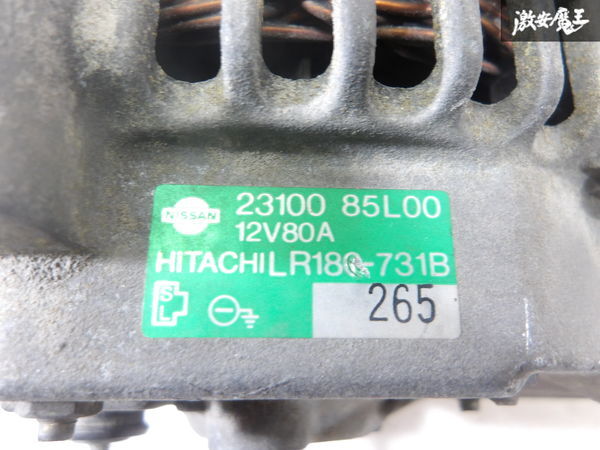 激安魔王
NISSAN 23100 85L00
12V80A
HITACHI LR180-731B
S
L
265